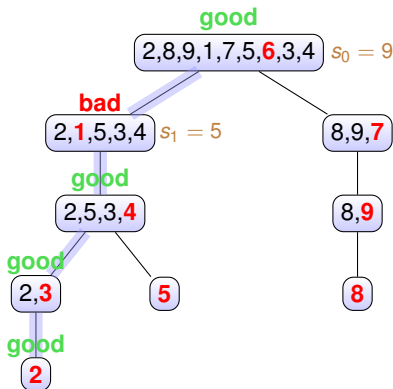 good
2,8,9,1,7,5,6,3,4 s₀ = 9
bad
2,1,5,3,4 s₁ = 5 8,9,7
good
2,5,3,4 8,9
good
2,3 5 8
good
2